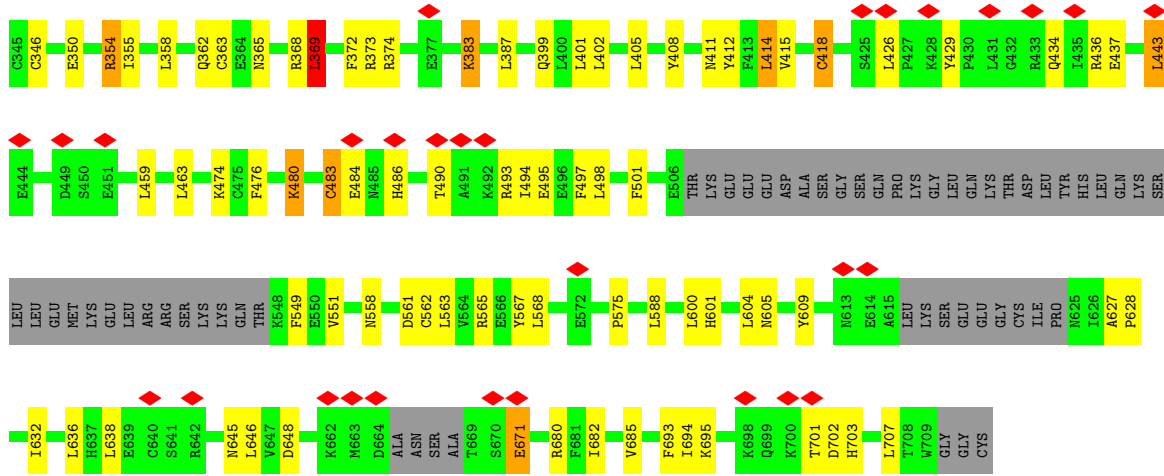 C345 C346 E350 R354 I355 L358 Q362 C363 E364 N365 R368 L369 F372 R373 R374 E377 K383 L387 Q399 L400 L401 L402 L405 Y408 N411 Y412 F413 L414 V415 C418 S425 L426 P427 K428 Y429 P430 L431 G432 R433 Q434 I435 R436 E437 L443
E444 D449 S450 E451 L459 L463 K474 C475 F476 K480 C483 E484 N485 H486 T490 A491 K492 R493 I494 E495 E496 F497 L498 F501 E506 THR LYS GLU GLU GLU ASP ALA SER GLY SER GLN PRO LYS GLY LEU GLN LYS THR ASP LEU TYR HIS LEU GLN LYS SER
LEU LEU GLU MET LYS GLU LEU ARG ARG SER LYS LYS GLN THR K548 F549 E550 V551 N558 D561 C562 L563 V564 R565 E566 Y567 L568 E572 P575 L588 L600 H601 L604 N605 Y609 N613 E614 A615 LEU LYS SER GLU GLU GLY CYS ILE PRO N625 I626 A627 P628
I632 L636 H637 L638 E639 C640 S641 R642 N645 L646 V647 D648 K662 M663 D664 ALA ASN SER ALA T669 S670 E671 R680 F681 I682 V685 F693 I694 K695 K698 Q699 K700 T701 D702 H703 L707 T708 W709 GLY GLY CYS